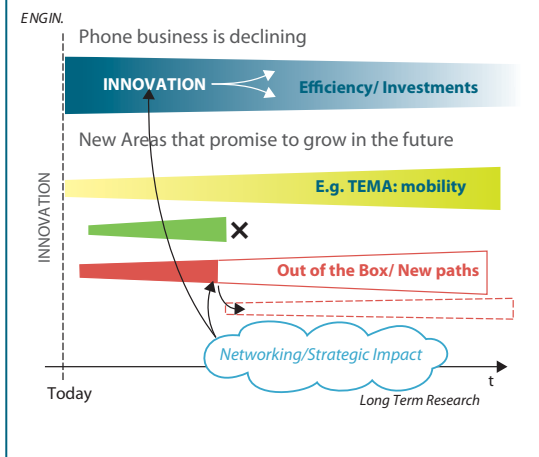 ENGIN.
Phone business is declining
INNOVATION
Efficiency/ Investments
New Areas that promise to grow in the future
INNOVATION
E.g. TEMA: mobility
Out of the Box/ New paths
Networking/Strategic Impact
t
Today
Long Term Research